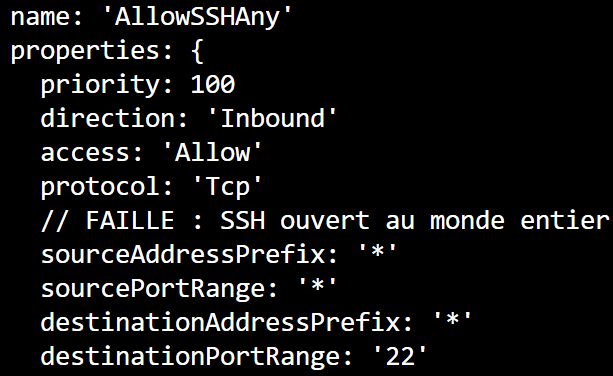 name: 'AllowSSHAny'
properties: {
  priority: 100
  direction: 'Inbound'
  access: 'Allow'
  protocol: 'Tcp'
  // FAILLE : SSH ouvert au monde entier
  sourceAddressPrefix: '*'
  sourcePortRange: '*'
  destinationAddressPrefix: '*'
  destinationPortRange: '22'